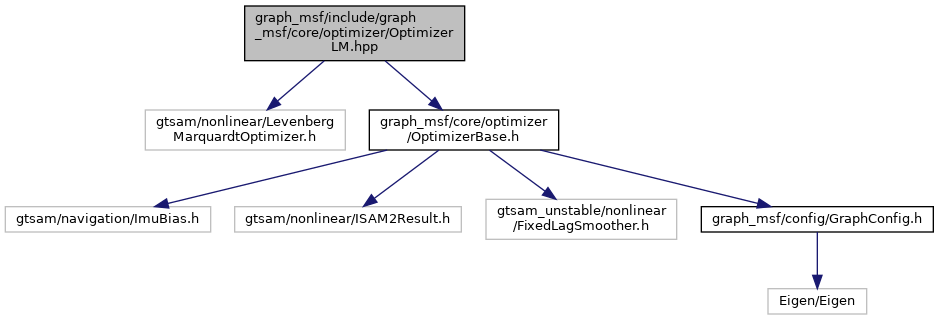 graph_msf/include/graph
_msf/core/optimizer/Optimizer
LM.hpp
gtsam/nonlinear/Levenberg
MarquardtOptimizer.h
graph_msf/core/optimizer
/OptimizerBase.h
gtsam/navigation/ImuBias.h
gtsam/nonlinear/ISAM2Result.h
gtsam_unstable/nonlinear
/FixedLagSmoother.h
graph_msf/config/GraphConfig.h
Eigen/Eigen